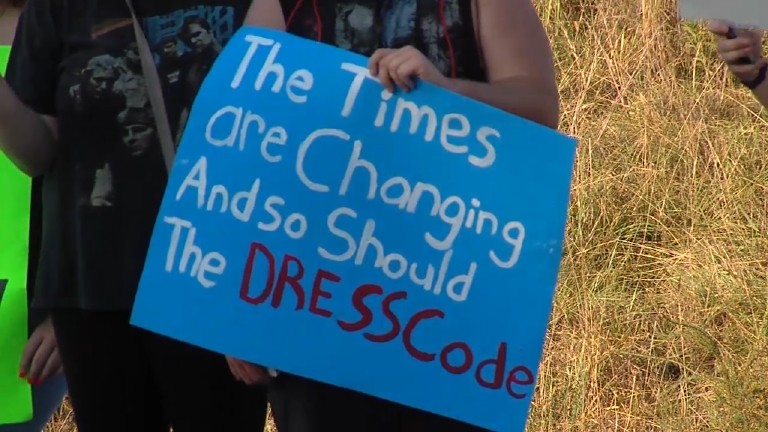 The Times
are Changing
And so Should
The DRESSCode